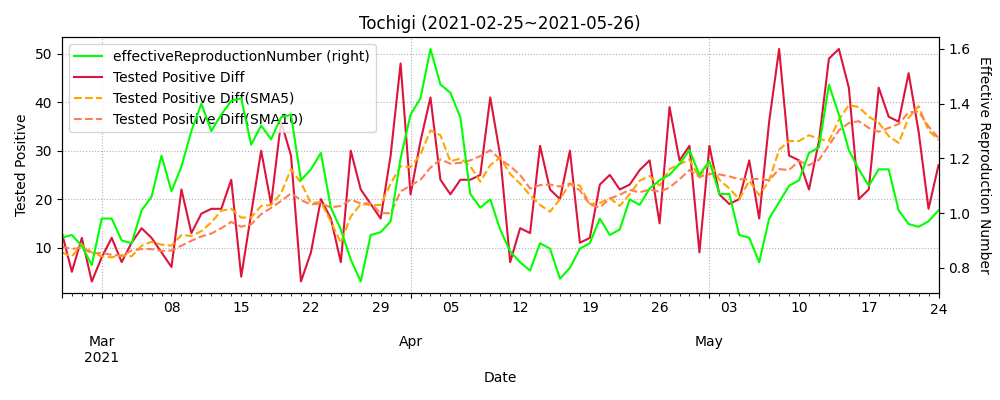 Tochigi (2021-02-25~2021-05-26)
effectiveReproductionNumber (right)
Tested Positive Diff
Tested Positive Diff(SMA5)
Tested Positive Diff(SMA10)
Tested Positive
50
40
30
20
10
1.6
1.4
1.2
1.0
0.8
Effective Reproduction Number
08 15 22 29 05 12 19 26 03 10 17 24
Mar Apr May
2021
Date